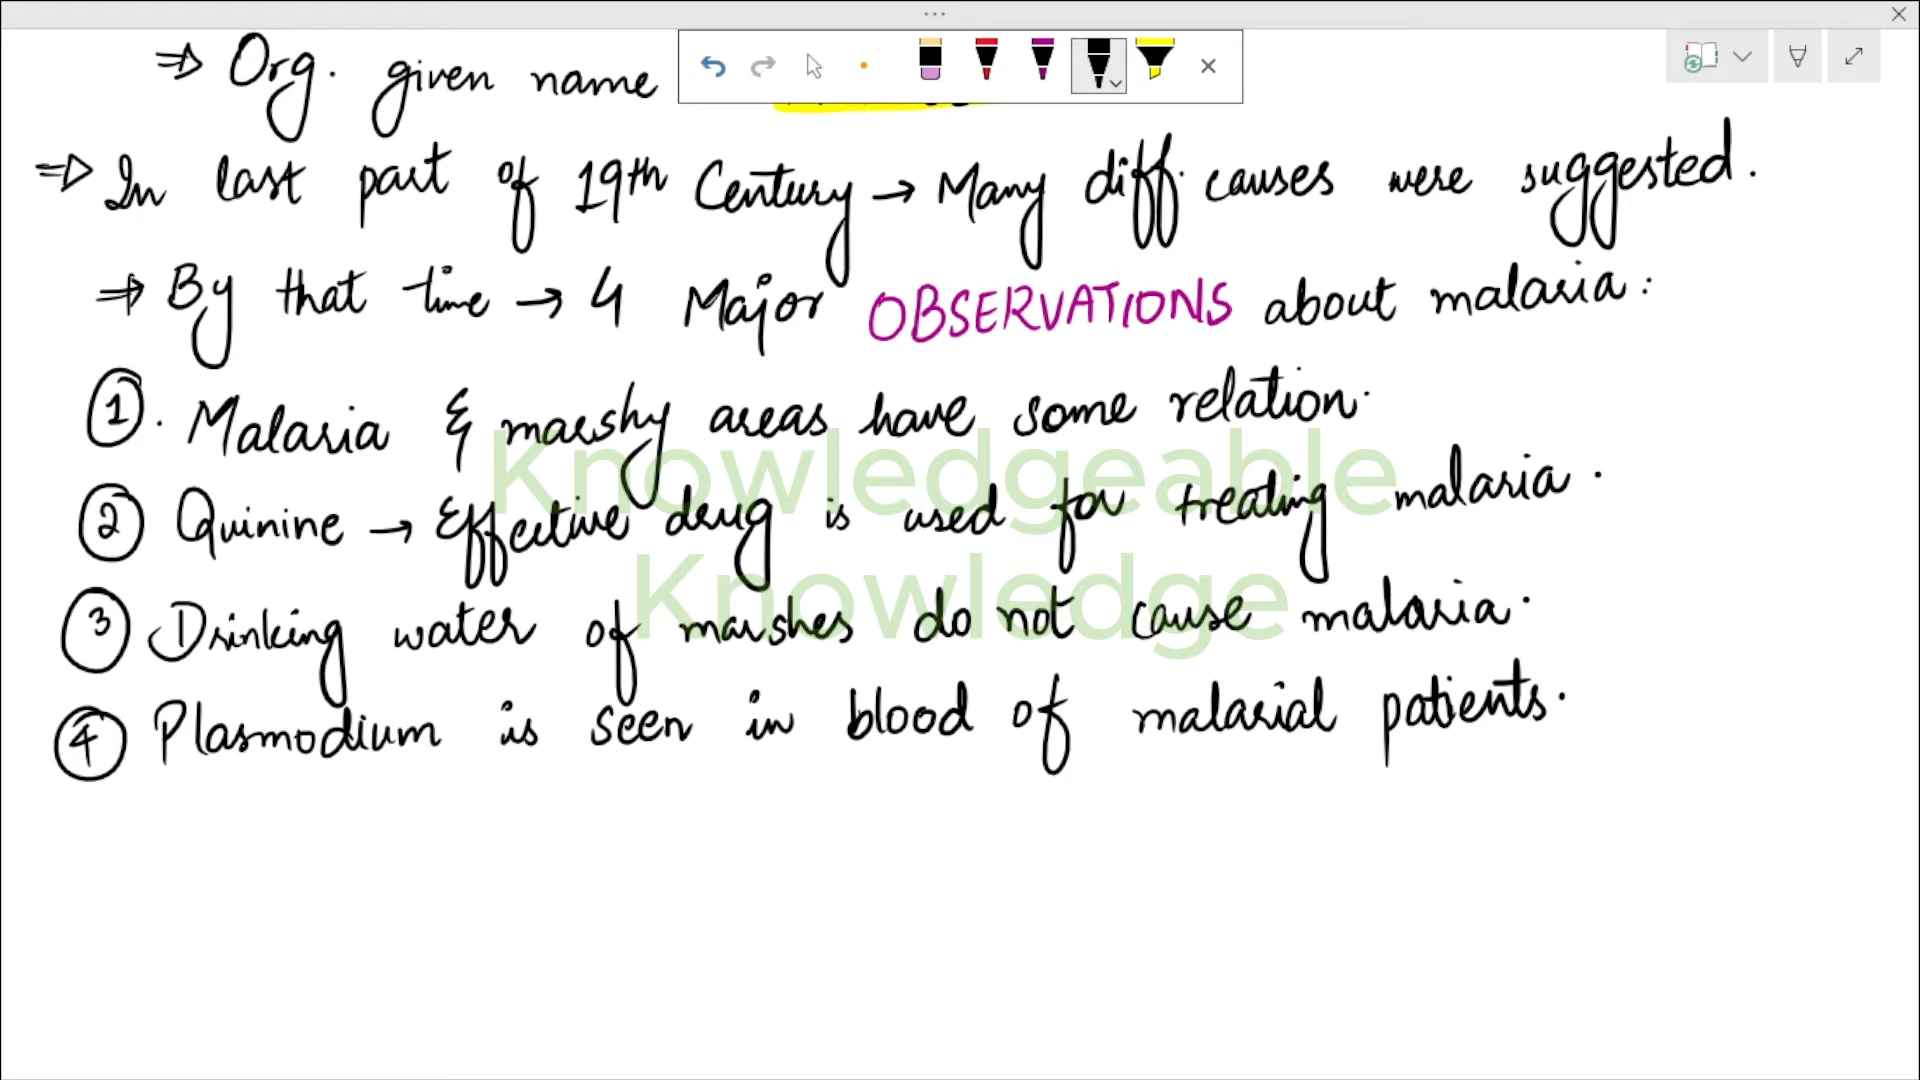 ⇒ Org. given name
⇒ In last part of 19th Century → Many diff. causes were suggested.
⇒ By that time → 4 Major OBSERVATIONS about malaria:
① . Malaria & marshy areas have some relation.
② Quinine → Effective drug is used for treating malaria.
③ Drinking water of marshes do not cause malaria.
④ Plasmodium is seen in blood of malarial patients.
Knowledgeable
Knowledge